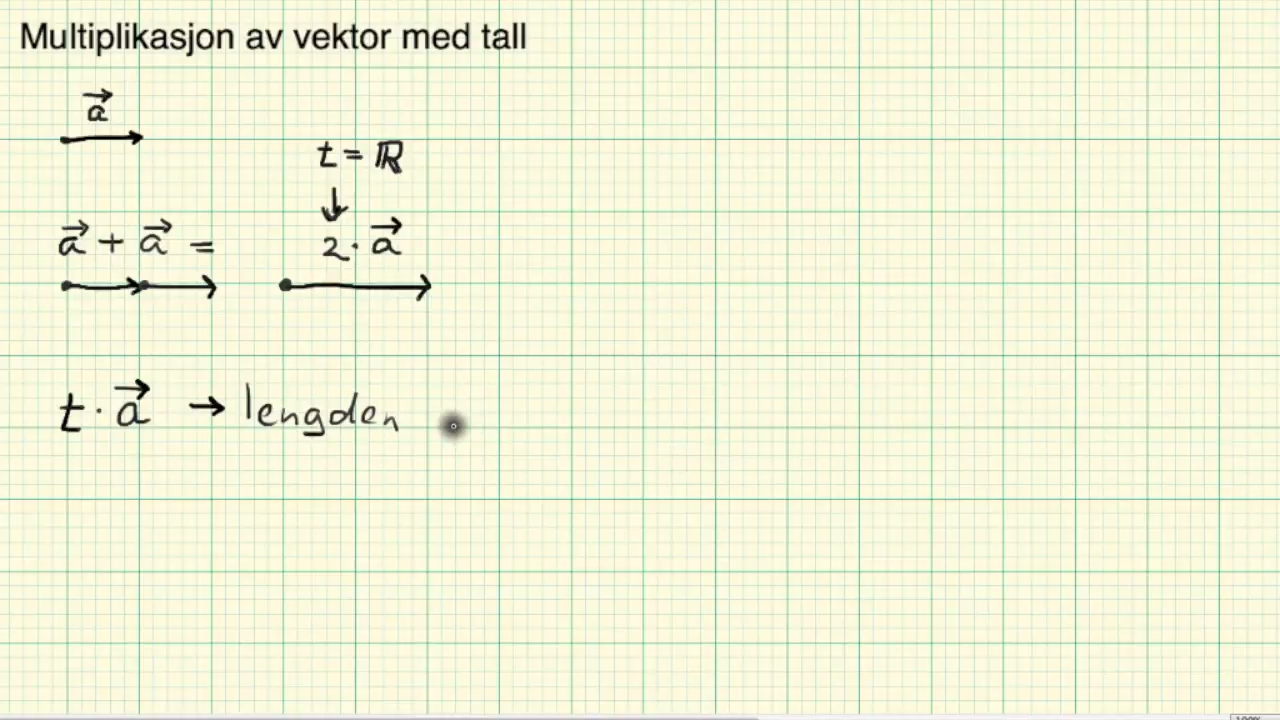 Multiplikasjon av vektor med tall
a⃗
t = ℝ
↓
a⃗ + a⃗ = 2 · a⃗
t · a⃗ → lengden